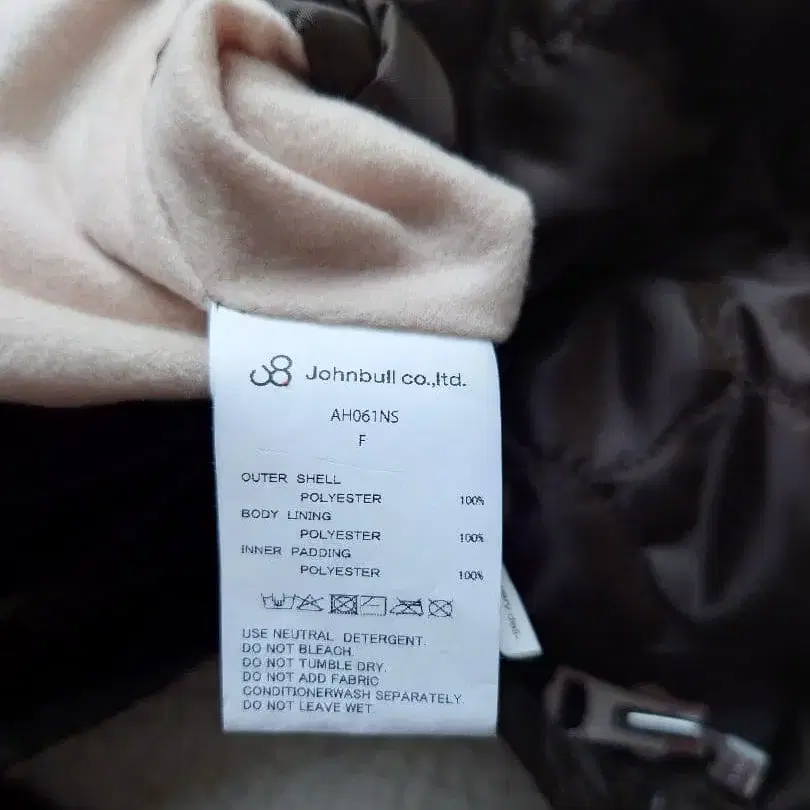 Johnbull co.,ltd.
AH061NS
F
OUTER SHELL
POLYESTER 100%
BODY LINING
POLYESTER 100%
INNER PADDING
POLYESTER 100%
USE NEUTRAL DETERGENT.
DO NOT BLEACH.
DO NOT TUMBLE DRY.
DO NOT ADD FABRIC
CONDITIONERWASH SEPARATELY.
DO NOT LEAVE WET.